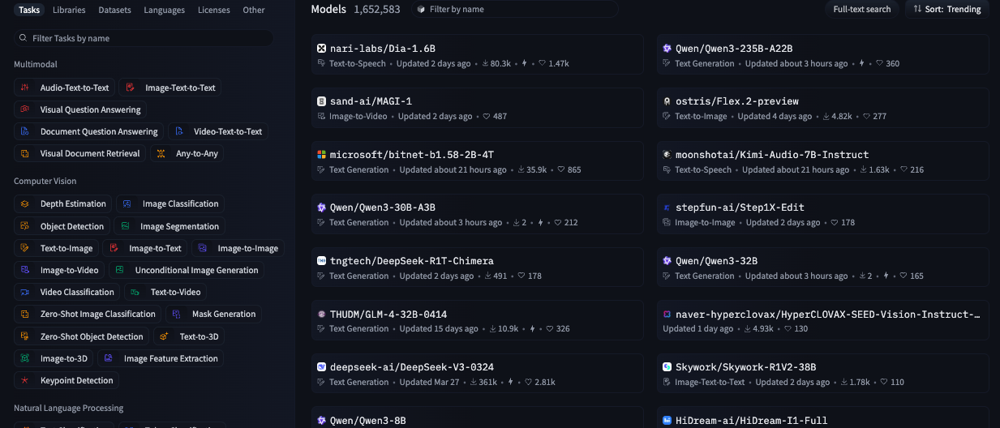 Tasks Libraries Datasets Languages Licenses Other
Filter Tasks by name
Multimodal
Audio-Text-to-Text Image-Text-to-Text
Visual Question Answering
Document Question Answering Video-Text-to-Text
Visual Document Retrieval Any-to-Any
Computer Vision
Depth Estimation Image Classification
Object Detection Image Segmentation
Text-to-Image Image-to-Text Image-to-Image
Image-to-Video Unconditional Image Generation
Video Classification Text-to-Video
Zero-Shot Image Classification Mask Generation
Zero-Shot Object Detection Text-to-3D
Image-to-3D Image Feature Extraction
Keypoint Detection
Natural Language Processing
Models 1,652,583 Filter by name Full-text search Sort: Trending
nari-labs/Dia-1.6B
Text-to-Speech • Updated 2 days ago • 80.3k • • 1.47k
Qwen/Qwen3-235B-A22B
Text Generation • Updated about 3 hours ago • • 360
sand-ai/MAGI-1
Image-to-Video • Updated 2 days ago • 487
ostris/Flex.2-preview
Text-to-Image • Updated 4 days ago • 4.82k • 277
microsoft/bitnet-b1.58-2B-4T
Text Generation • Updated about 21 hours ago • 35.9k • 865
moonshotai/Kimi-Audio-7B-Instruct
Text-to-Speech • Updated about 21 hours ago • 1.63k • 216
Qwen/Qwen3-30B-A3B
Text Generation • Updated about 3 hours ago • 2 • • 212
stepfun-ai/Step1X-Edit
Image-to-Image • Updated 2 days ago • 178
tngtech/DeepSeek-R1T-Chimera
Text Generation • Updated 2 days ago • 491 • 178
Qwen/Qwen3-32B
Text Generation • Updated about 3 hours ago • 2 • • 165
THUDM/GLM-4-32B-0414
Text Generation • Updated 15 days ago • 10.9k • • 326
naver-hyperclovax/HyperCLOVAX-SEED-Vision-Instruct-…
Updated 1 day ago • 4.93k • 130
deepseek-ai/DeepSeek-V3-0324
Text Generation • Updated Mar 27 • 361k • • 2.81k
Skywork/Skywork-R1V2-38B
Image-Text-to-Text • Updated 2 days ago • 1.78k • 110
Qwen/Qwen3-8B
HiDream-ai/HiDream-I1-Full